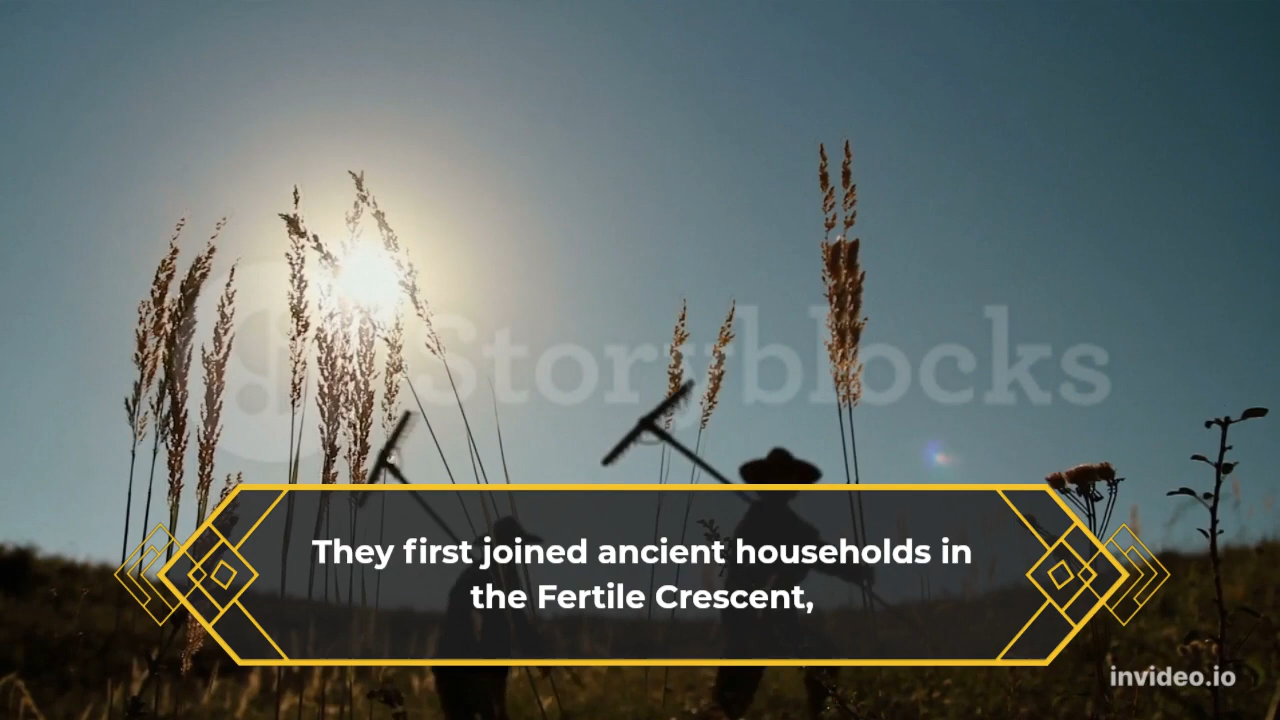 Storyblocks
They first joined ancient households in
the Fertile Crescent,
invideo.io